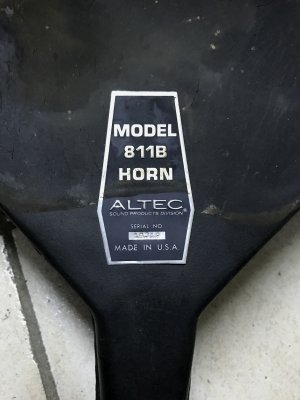 MODEL
811B
HORN
ALTEC®
SOUND PRODUCTS DIVISION
SERIAL NO
MADE IN U.S.A.